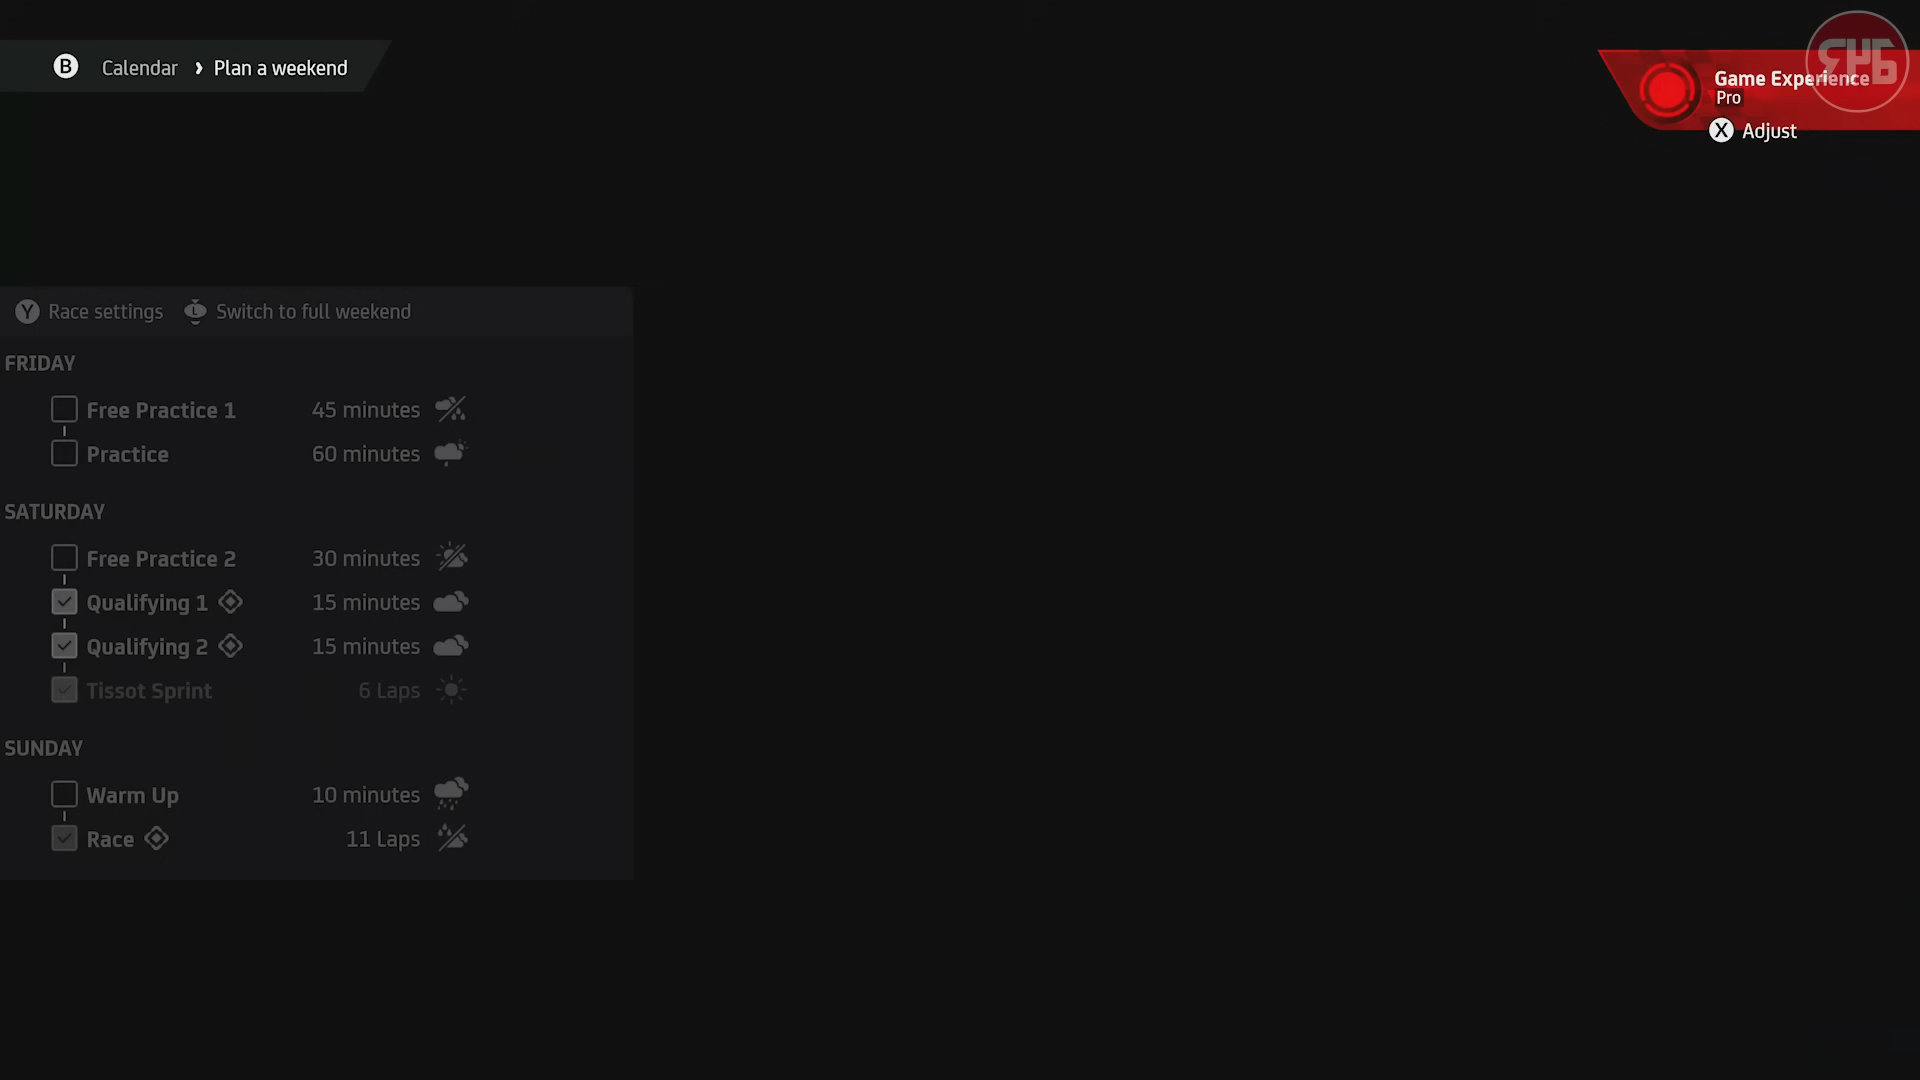 B Calendar › Plan a weekend
Game Experience
Pro
X Adjust
Y Race settings L Switch to full weekend
FRIDAY
Free Practice 1 45 minutes
Practice 60 minutes
SATURDAY
Free Practice 2 30 minutes
Qualifying 1 15 minutes
Qualifying 2 15 minutes
Tissot Sprint 6 Laps
SUNDAY
Warm Up 10 minutes
Race 11 Laps